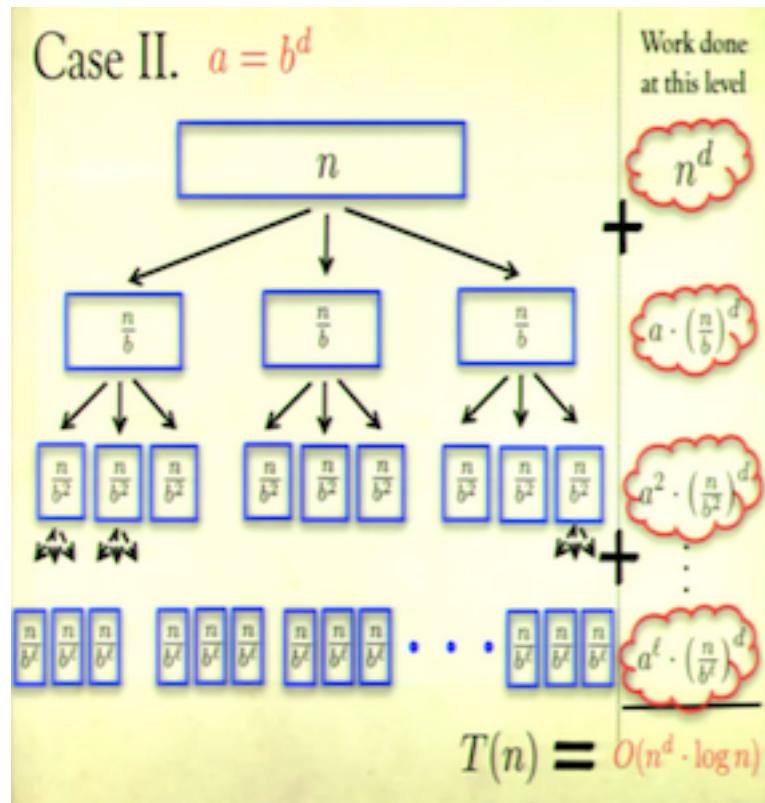 Case II. a = b^d
Work done
at this level
n
n^d
+
n/b n/b n/b
a · (n/b)^d
n/b^2 n/b^2 n/b^2 n/b^2 n/b^2 n/b^2 n/b^2 n/b^2 n/b^2
a^2 · (n/b^2)^d
+
⋮
n/b^ℓ n/b^ℓ n/b^ℓ n/b^ℓ n/b^ℓ n/b^ℓ n/b^ℓ n/b^ℓ n/b^ℓ · · · n/b^ℓ n/b^ℓ n/b^ℓ
a^ℓ · (n/b^ℓ)^d
T(n) = O(n^d · log n)